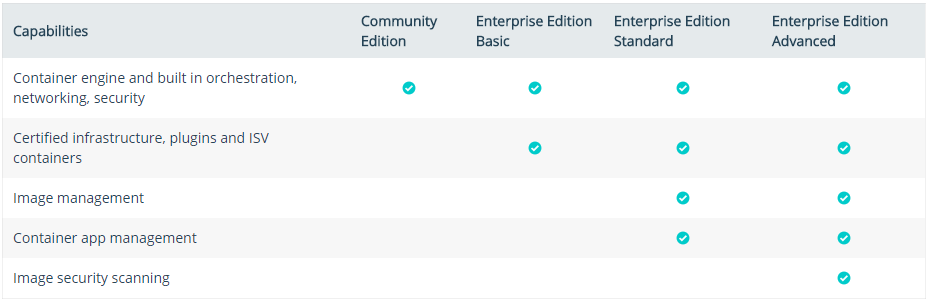 Capabilities
Community
Edition
Enterprise Edition
Basic
Enterprise Edition
Standard
Enterprise Edition
Advanced
Container engine and built in orchestration,
networking, security
Certified infrastructure, plugins and ISV
containers
Image management
Container app management
Image security scanning